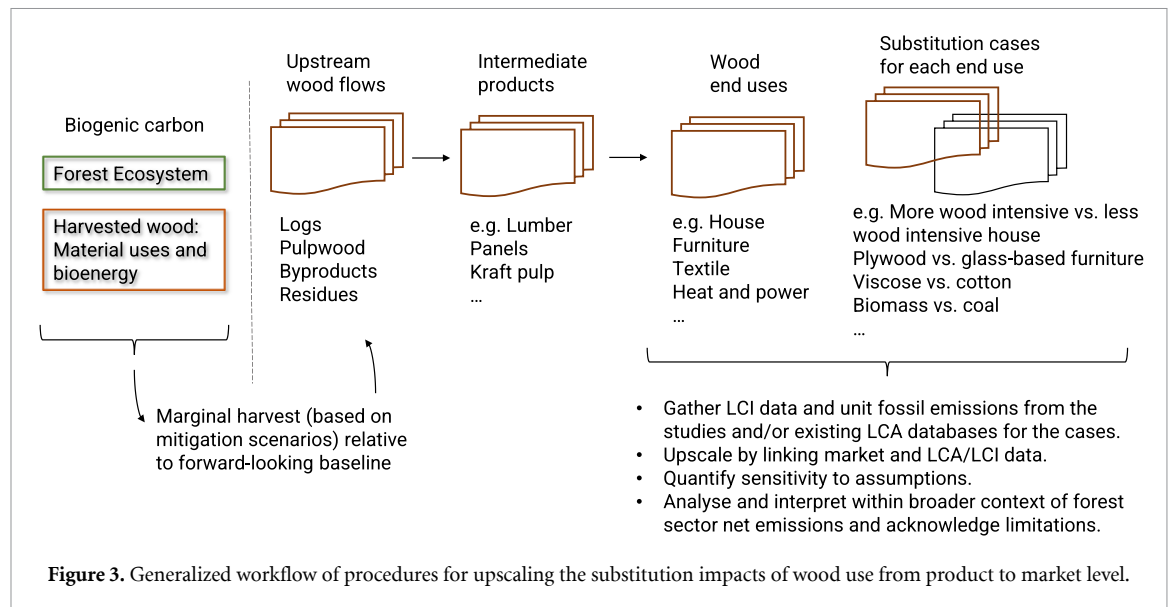 Biogenic carbon
Forest Ecosystem
Harvested wood:
Material uses and
bioenergy
Upstream
wood flows
Logs
Pulpwood
Byproducts
Residues
Intermediate
products
e.g. Lumber
Panels
Kraft pulp
...
Wood
end uses
e.g. House
Furniture
Textile
Heat and power
...
Substitution cases
for each end use
e.g. More wood intensive vs. less
wood intensive house
Plywood vs. glass-based furniture
Viscose vs. cotton
Biomass vs. coal
...
Marginal harvest (based on
mitigation scenarios) relative
to forward-looking baseline
• Gather LCI data and unit fossil emissions from the
studies and/or existing LCA databases for the cases.
• Upscale by linking market and LCA/LCI data.
• Quantify sensitivity to assumptions.
• Analyse and interpret within broader context of forest
sector net emissions and acknowledge limitations.
Figure 3. Generalized workflow of procedures for upscaling the substitution impacts of wood use from product to market level.